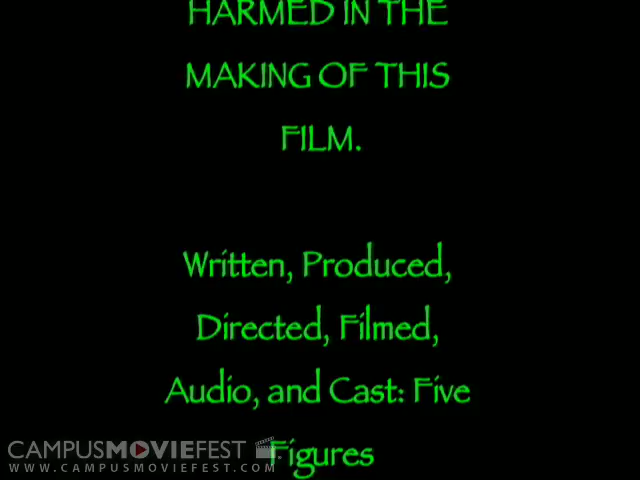 HARMED IN THE
MAKING OF THIS
FILM.
Written, Produced,
Directed, Filmed,
Audio, and Cast: Five
Figures
CAMPUSMOVIEFEST
WWW.CAMPUSMOVIEFEST.COM